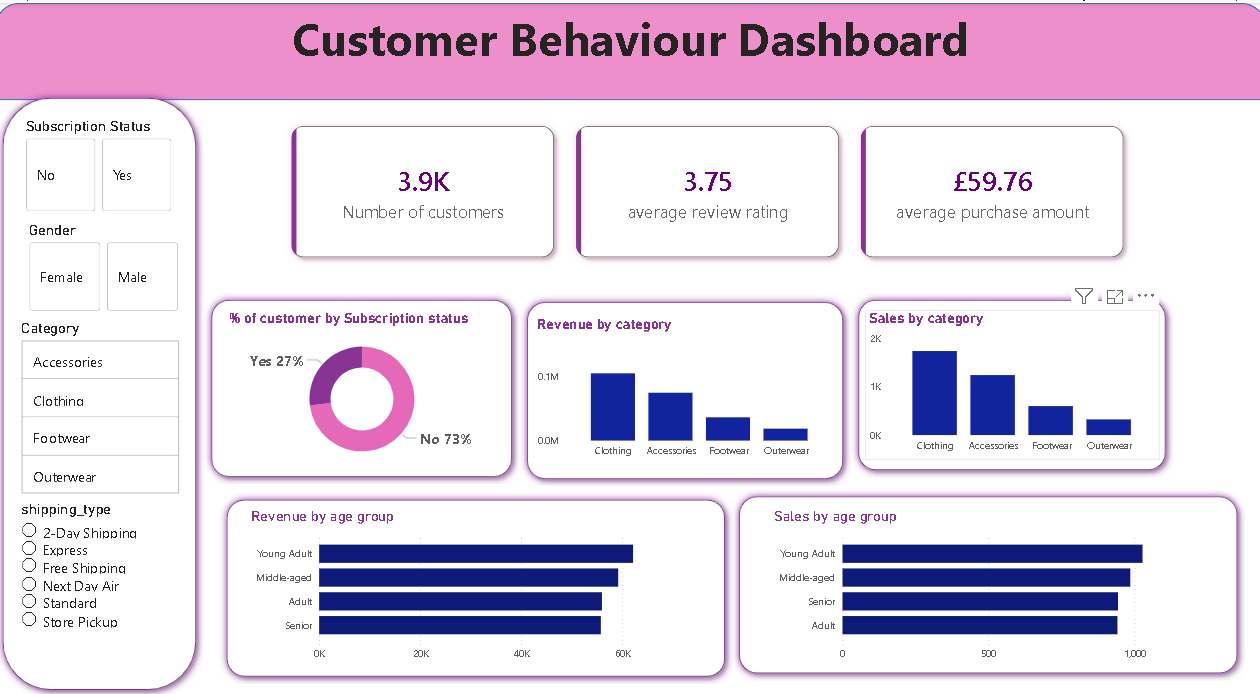 Customer Behaviour Dashboard
Subscription Status
No
Yes
Gender
Female
Male
Category
Accessories
Clothing
Footwear
Outerwear
shipping_type
2-Day Shipping
Express
Free Shipping
Next Day Air
Standard
Store Pickup
3.9K
Number of customers
3.75
average review rating
£59.76
average purchase amount
% of customer by Subscription status
Yes 27%
No 73%
Revenue by category
0.1M
0.0M
Clothing Accessories Footwear Outerwear
Sales by category
2K
1K
0K
Clothing Accessories Footwear Outerwear
Revenue by age group
Young Adult
Middle-aged
Adult
Senior
0K 20K 40K 60K
Sales by age group
Young Adult
Middle-aged
Senior
Adult
0 500 1,000